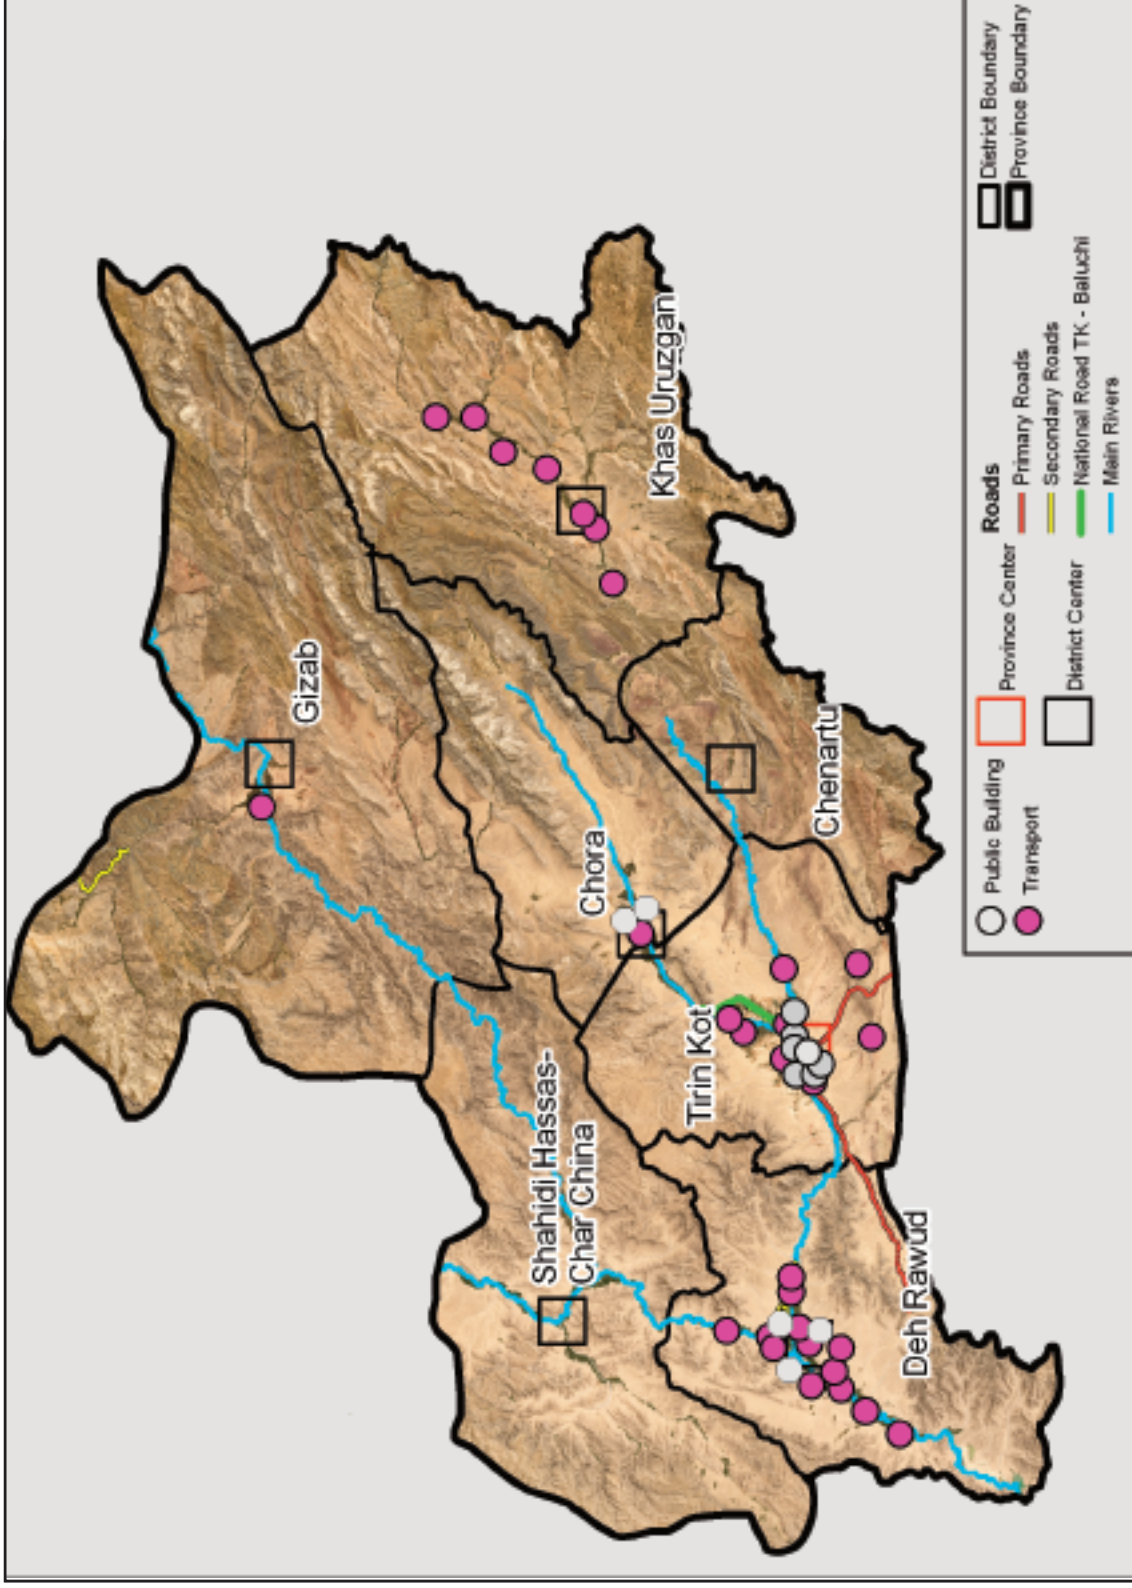 Gizab
Khas Uruzgan
Chora
Shahidi Hassas-
Char China
Tirin Kot
Chenartu
Deh Rawud
Public Building
Transport
Province Center
District Center
Roads
Primary Roads
Secondary Roads
National Road TK - Baluchi
Main Rivers
District Boundary
Province Boundary